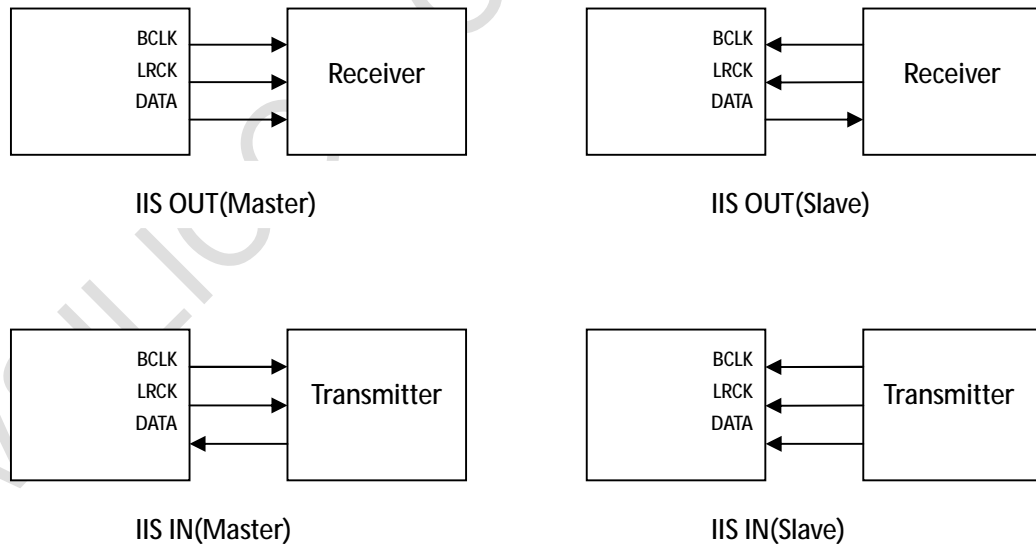 BCLK
LRCK
DATA
Receiver
IIS OUT(Master)
BCLK
LRCK
DATA
Receiver
IIS OUT(Slave)
BCLK
LRCK
DATA
Transmitter
IIS IN(Master)
BCLK
LRCK
DATA
Transmitter
IIS IN(Slave)